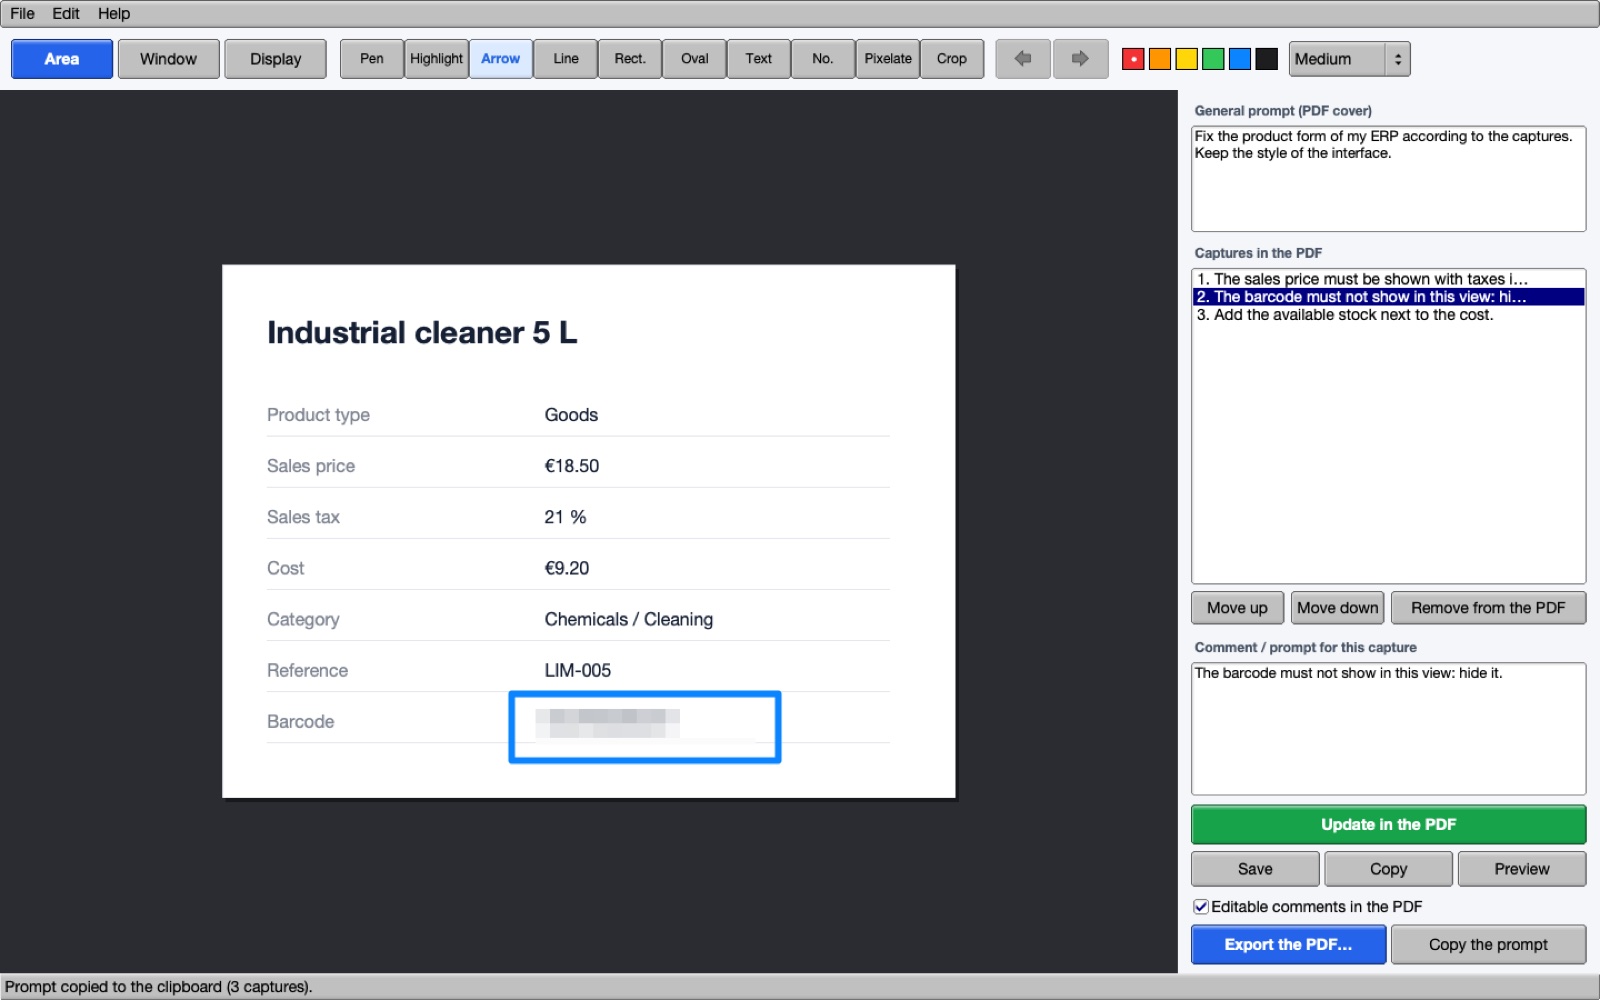 File Edit Help
Area Window Display Pen Highlight Arrow Line Rect. Oval Text No. Pixelate Crop Medium
Industrial cleaner 5 L
Product type Goods
Sales price €18.50
Sales tax 21 %
Cost €9.20
Category Chemicals / Cleaning
Reference LIM-005
Barcode
General prompt (PDF cover)
Fix the product form of my ERP according to the captures.
Keep the style of the interface.
Captures in the PDF
1. The sales price must be shown with taxes i...
2. The barcode must not show in this view: hi...
3. Add the available stock next to the cost.
Move up Move down Remove from the PDF
Comment / prompt for this capture
The barcode must not show in this view: hide it.
Update in the PDF
Save Copy Preview
Editable comments in the PDF
Export the PDF... Copy the prompt
Prompt copied to the clipboard (3 captures).